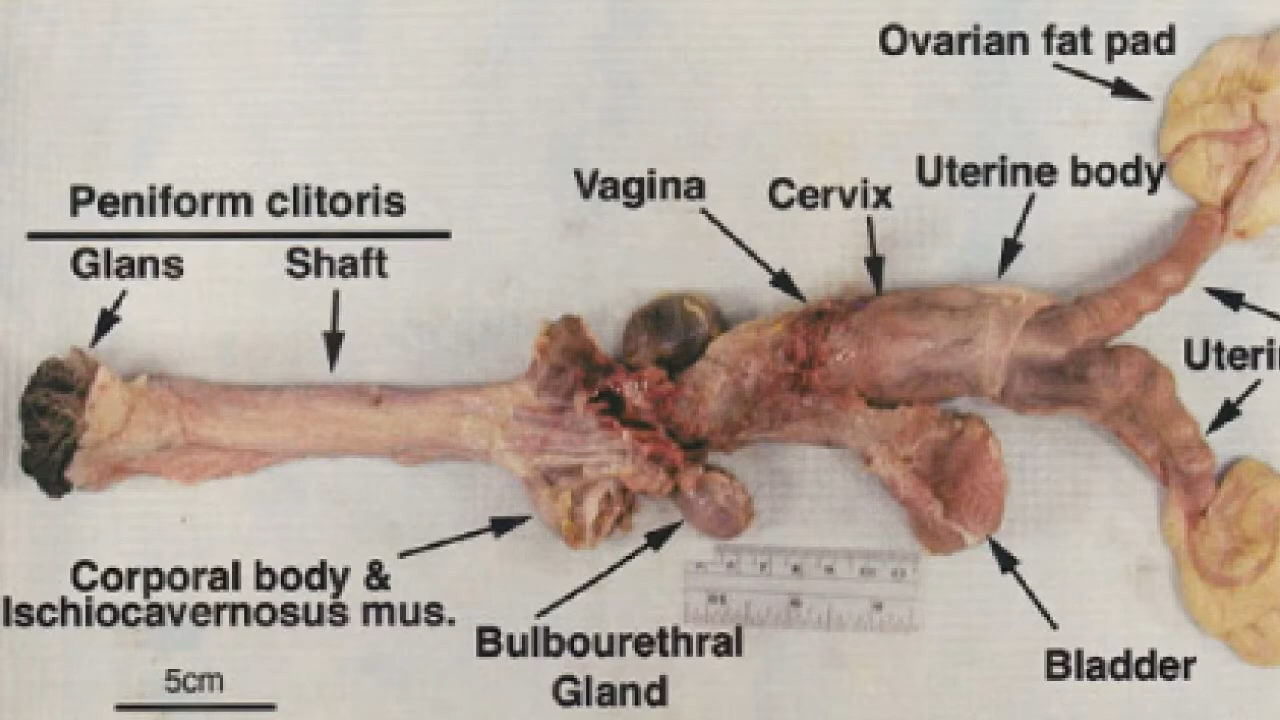 Ovarian fat pad
Vagina
Cervix
Uterine body
Peniform clitoris
Glans
Shaft
Corporal body &
Ischiocavernosus mus.
Bulbourethral
Gland
Bladder
5cm